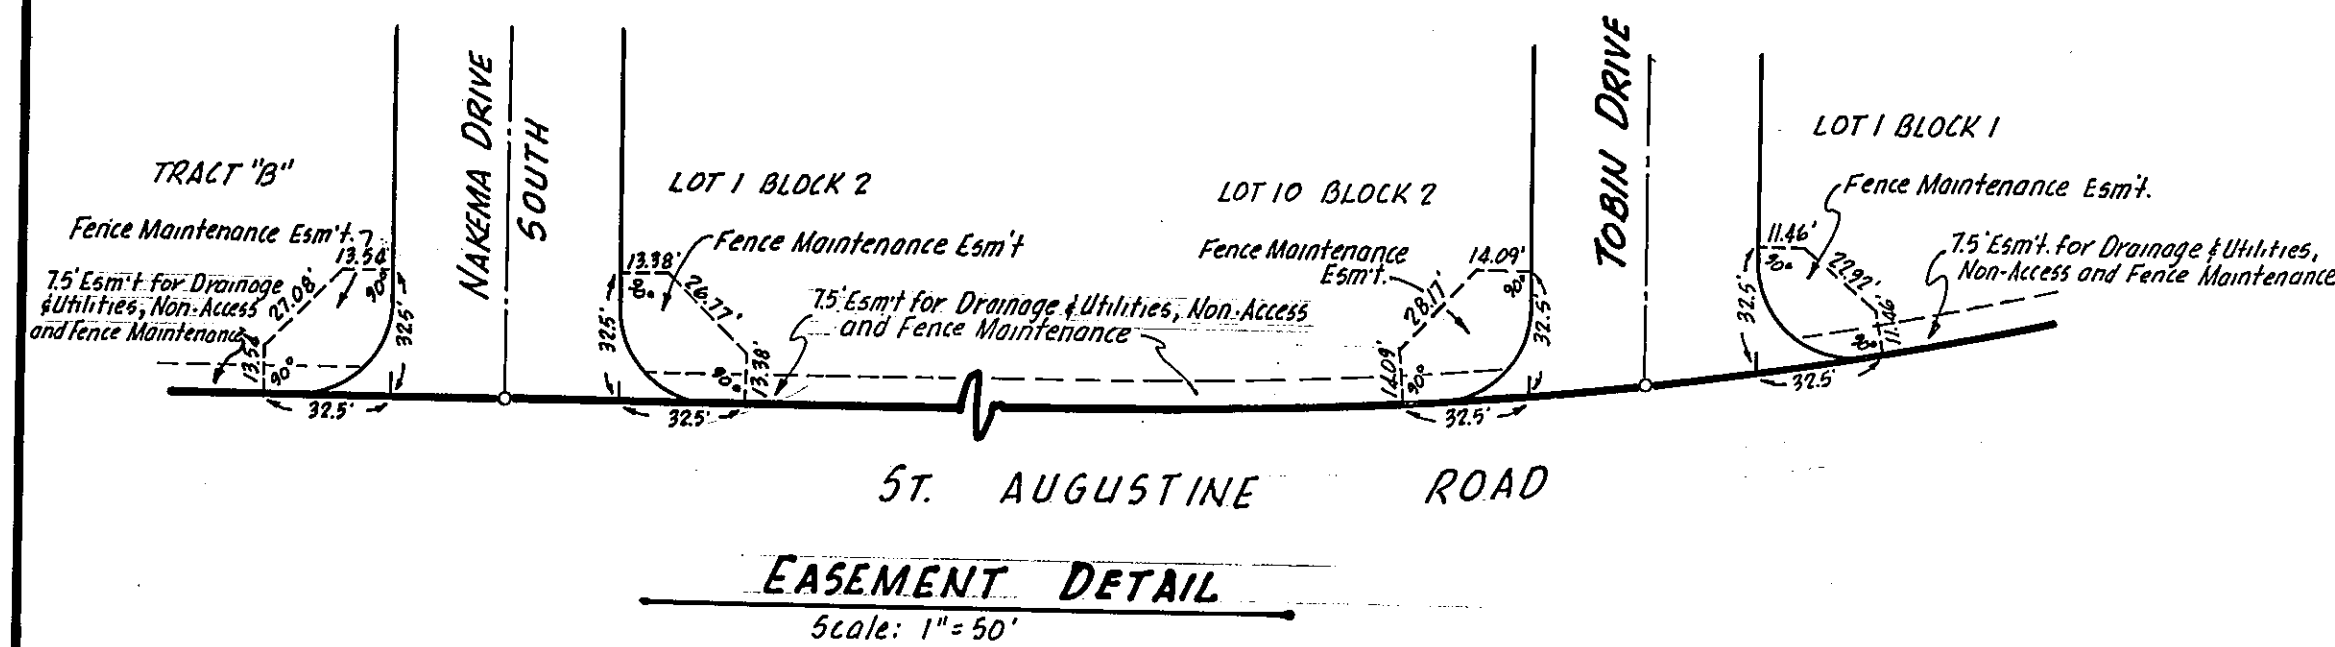 TRACT "B"
Fence Maintenance Esm't.
13.54'
27.08'
90°
32.5'
7.5' Esm't for Drainage
& Utilities, Non-Access
and Fence Maintenance
13.54'
90°
32.5'
NAKEMA DRIVE
SOUTH
LOT 1 BLOCK 2
Fence Maintenance Esm't
13.38'
90°
26.77'
32.5'
90°
13.38'
32.5'
7.5' Esm't for Drainage & Utilities, Non-Access
and Fence Maintenance
LOT 10 BLOCK 2
Fence Maintenance
Esm't.
14.09'
90°
28.17'
32.5'
14.09'
90°
32.5'
TOBIN DRIVE
LOT 1 BLOCK 1
Fence Maintenance Esm't.
11.46'
90°
22.92'
32.5'
90°
11.46'
32.5'
7.5' Esm't. for Drainage & Utilities,
Non-Access and Fence Maintenance
ST. AUGUSTINE ROAD
EASEMENT DETAIL
Scale: 1"=50'